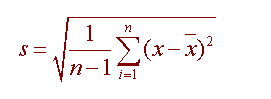 s = √(1/(n−1) ∑_{i=1}^{n} (x − x̄)²)